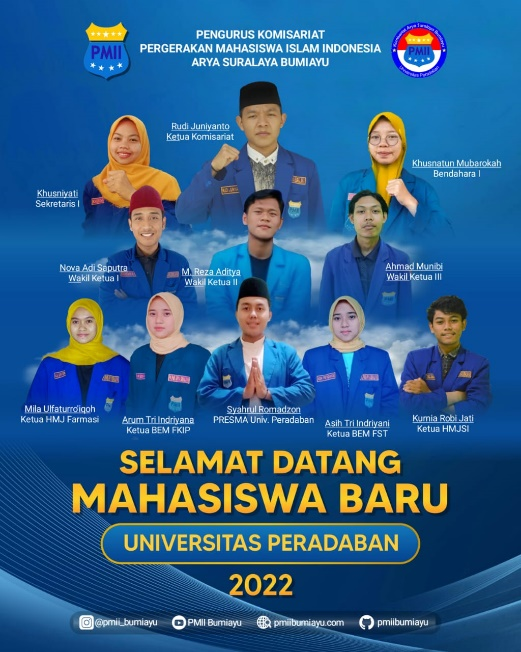 PMII
PENGURUS KOMISARIAT
PERGERAKAN MAHASISWA ISLAM INDONESIA
ARYA SURALAYA BUMIAYU
PMII
Rudi Juniyanto
Ketua Komisariat
Khusniyati
Sekretaris I
Khusnatun Mubarokah
Bendahara I
Nova Adi Saputra
Wakil Ketua I
M. Reza Aditya
Wakil Ketua II
Ahmad Munibi
Wakil Ketua III
Mila Ulfaturro'iqoh
Ketua HMJ Farmasi
Arum Tri Indriyana
Ketua BEM FKIP
Syahrul Romadzon
PRESMA Univ. Peradaban
Asih Tri Indriyani
Ketua BEM FST
Kurnia Robi Jati
Ketua HMJSI
SELAMAT DATANG
MAHASISWA BARU
UNIVERSITAS PERADABAN
2022
@pmii_bumiayu PMII Bumiayu pmiibumiayu.com pmiibumiayu